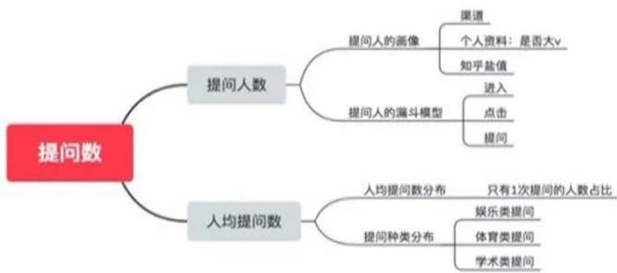 提问数
提问人数
提问人的画像
渠道
个人资料：是否大v
知乎盐值
提问人的漏斗模型
进入
点击
提问
人均提问数
人均提问数分布
只有1次提问的人数占比
提问种类分布
娱乐类提问
体育类提问
学术类提问